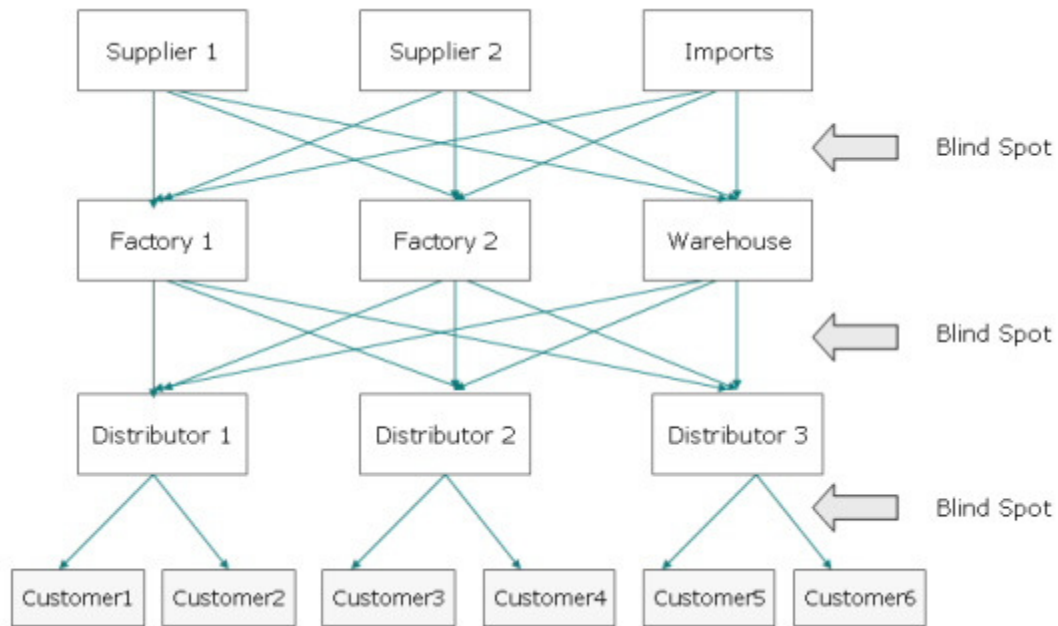 Supplier 1
Supplier 2
Imports
Blind Spot
Factory 1
Factory 2
Warehouse
Blind Spot
Distributor 1
Distributor 2
Distributor 3
Blind Spot
Customer1
Customer2
Customer3
Customer4
Customer5
Customer6